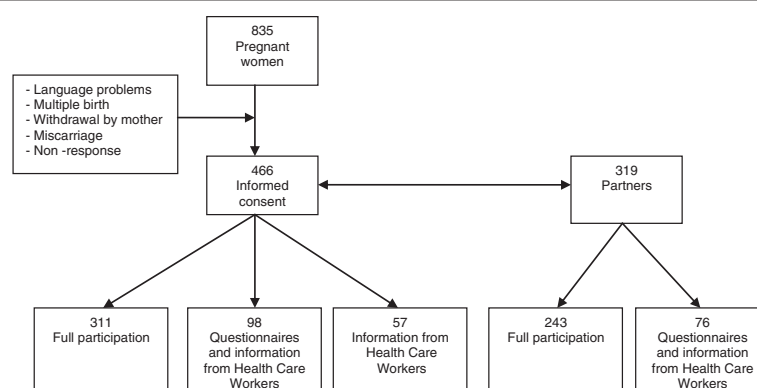 835
Pregnant
women
- Language problems
- Multiple birth
- Withdrawal by mother
- Miscarriage
- Non -response
466
Informed
consent
319
Partners
311
Full participation
98
Questionnaires
and information
from Health Care
Workers
57
Information from
Health Care
Workers
243
Full participation
76
Questionnaires
and information
from Health Care
Workers